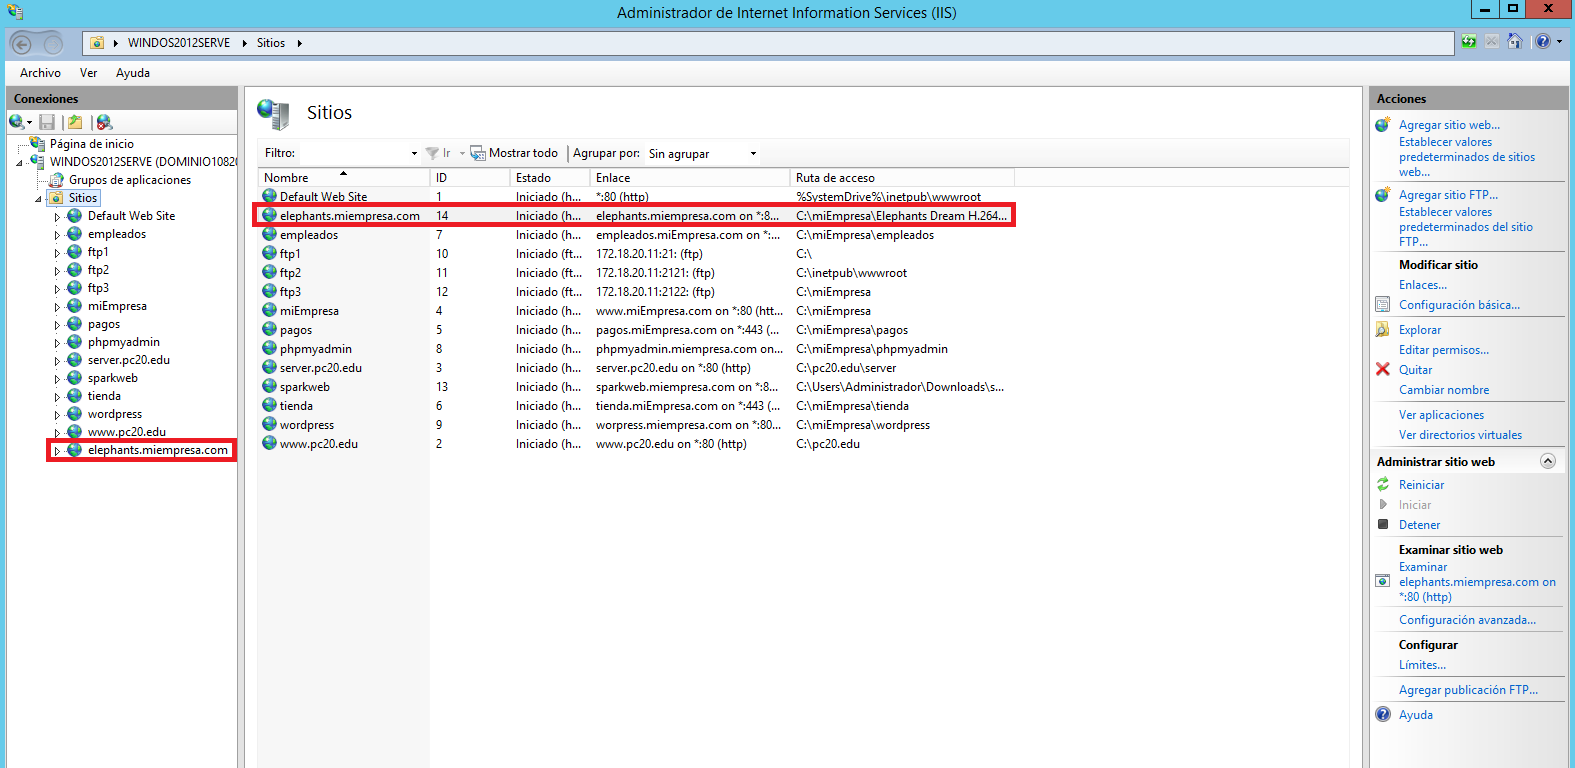 Administrador de Internet Information Services (IIS)
WINDOS2012SERVE Sitios
Archivo Ver Ayuda
Conexiones
Página de inicio
WINDOS2012SERVE (DOMINIO10820
Grupos de aplicaciones
Sitios
Default Web Site
empleados
ftp1
ftp2
ftp3
miEmpresa
pagos
phpmyadmin
server.pc20.edu
sparkweb
tienda
wordpress
www.pc20.edu
elephants.miempresa.com
Sitios
Filtro: Ir Mostrar todo Agrupar por: Sin agrupar
Nombre ID Estado Enlace Ruta de acceso
Default Web Site 1 Iniciado (h... *:80 (http) %SystemDrive%\inetpub\wwwroot
elephants.miempresa.com 14 Iniciado (h... elephants.miempresa.com on *:8... C:\miEmpresa\Elephants Dream H.264...
empleados 7 Iniciado (h... empleados.miEmpresa.com on *:... C:\miEmpresa\empleados
ftp1 10 Iniciado (ft... 172.18.20.11:21: (ftp) C:\
ftp2 11 Iniciado (ft... 172.18.20.11:2121: (ftp) C:\inetpub\wwwroot
ftp3 12 Iniciado (ft... 172.18.20.11:2122: (ftp) C:\miEmpresa
miEmpresa 4 Iniciado (h... www.miEmpresa.com on *:80 (htt... C:\miEmpresa
pagos 5 Iniciado (h... pagos.miEmpresa.com on *:443 (... C:\miEmpresa\pagos
phpmyadmin 8 Iniciado (h... phpmyadmin.miempresa.com on... C:\miEmpresa\phpmyadmin
server.pc20.edu 3 Iniciado (h... server.pc20.edu on *:80 (http) C:\pc20.edu\server
sparkweb 13 Iniciado (h... sparkweb.miempresa.com on *:8... C:\Users\Administrador\Downloads\s...
tienda 6 Iniciado (h... tienda.miEmpresa.com on *:443 (... C:\miEmpresa\tienda
wordpress 9 Iniciado (h... worpress.miempresa.com on *:80... C:\miEmpresa\wordpress
www.pc20.edu 2 Iniciado (h... www.pc20.edu on *:80 (http) C:\pc20.edu
Acciones
Agregar sitio web...
Establecer valores
predeterminados de sitios
web...
Agregar sitio FTP...
Establecer valores
predeterminados del sitio
FTP...
Modificar sitio
Enlaces...
Configuración básica...
Explorar
Editar permisos...
Quitar
Cambiar nombre
Ver aplicaciones
Ver directorios virtuales
Administrar sitio web
Reiniciar
Iniciar
Detener
Examinar sitio web
Examinar
elephants.miempresa.com on
*:80 (http)
Configuración avanzada...
Configurar
Límites...
Agregar publicación FTP...
Ayuda